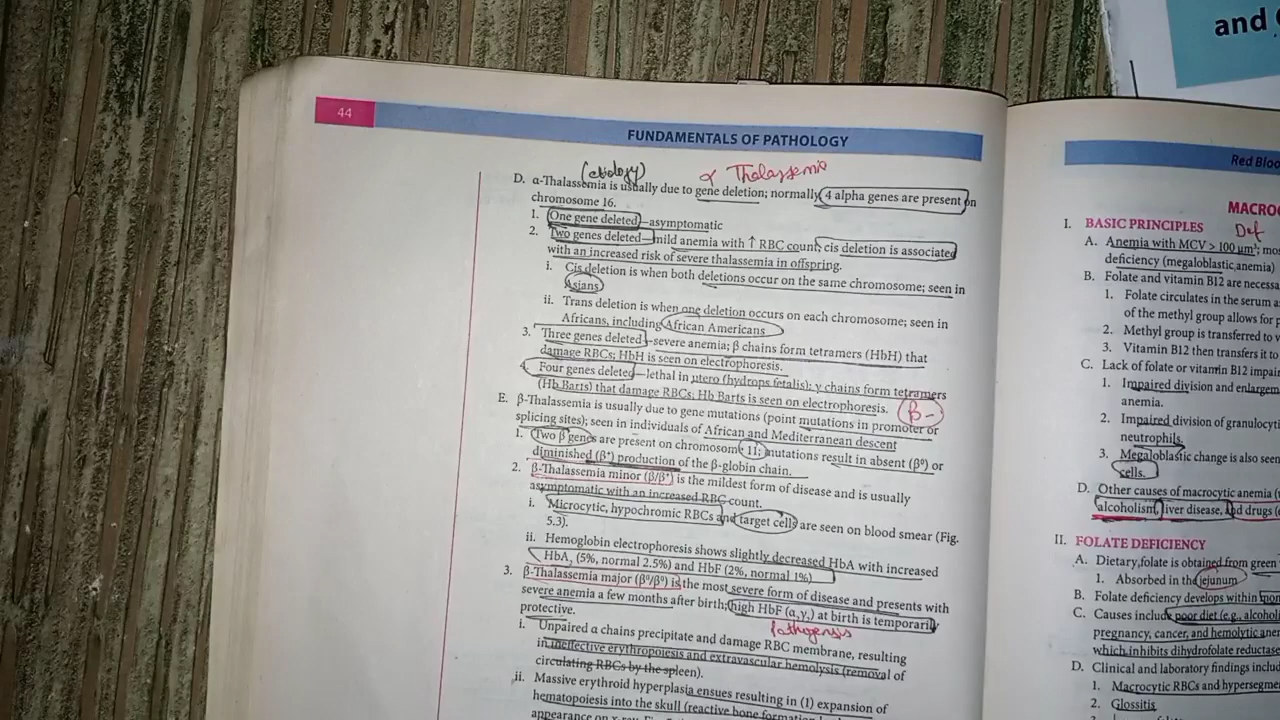 and
44
FUNDAMENTALS OF PATHOLOGY
(etiology)
α Thalassemia
D. α-Thalassemia is usually due to gene deletion; normally, 4 alpha genes are present on
chromosome 16.
1. One gene deleted—asymptomatic
2. Two genes deleted—mild anemia with ↑ RBC count; cis deletion is associated
with an increased risk of severe thalassemia in offspring.
i. Cis deletion is when both deletions occur on the same chromosome; seen in
Asians
ii. Trans deletion is when one deletion occurs on each chromosome; seen in
Africans, including African Americans
3. Three genes deleted—severe anemia; β chains form tetramers (HbH) that
damage RBCs; HbH is seen on electrophoresis.
4. Four genes deleted—lethal in utero (hydrops fetalis); γ chains form tetramers
(Hb Barts) that damage RBCs; Hb Barts is seen on electrophoresis.
β-
E. β-Thalassemia is usually due to gene mutations (point mutations in promoter or
splicing sites); seen in individuals of African and Mediterranean descent
1. Two β genes are present on chromosome 11; mutations result in absent (β⁰) or
diminished (β⁺) production of the β-globin chain.
2. β-Thalassemia minor (β/β⁺) is the mildest form of disease and is usually
asymptomatic with an increased RBC count.
i. Microcytic, hypochromic RBCs and target cells are seen on blood smear (Fig.
5.3).
ii. Hemoglobin electrophoresis shows slightly decreased HbA with increased
HbA₂ (5%, normal 2.5%) and HbF (2%, normal 1%)
3. β-Thalassemia major (β⁰/β⁰) is the most severe form of disease and presents with
severe anemia a few months after birth; high HbF (α₂γ₂) at birth is temporarily
protective.
Pathogensis
i. Unpaired α chains precipitate and damage RBC membrane, resulting
in ineffective erythropoiesis and extravascular hemolysis (removal of
circulating RBCs by the spleen).
ii. Massive erythroid hyperplasia ensues resulting in (1) expansion of
hematopoiesis into the skull (reactive bone formation
appearance on x-ray
Red Bloo
MACRO
I. BASIC PRINCIPLES
Def
A. Anemia with MCV > 100 μm³; mos
deficiency (megaloblastic anemia)
B. Folate and vitamin B12 are necessa
1. Folate circulates in the serum a
of the methyl group allows for p
2. Methyl group is transferred to v
3. Vitamin B12 then transfers it to
C. Lack of folate or vitamin B12 impair
1. Impaired division and enlargem
anemia.
2. Impaired division of granulocyti
neutrophils.
3. Megaloblastic change is also seen
cells.
D. Other causes of macrocytic anemia (
alcoholism, liver disease, and drugs (
II. FOLATE DEFICIENCY
A. Dietary folate is obtained from green
1. Absorbed in the jejunum
B. Folate deficiency develops within mon
C. Causes include poor diet (e.g., alcohol
pregnancy, cancer, and hemolytic ane
which inhibits dihydrofolate reductase
D. Clinical and laboratory findings includ
1. Macrocytic RBCs and hypersegme
2. Glossitis